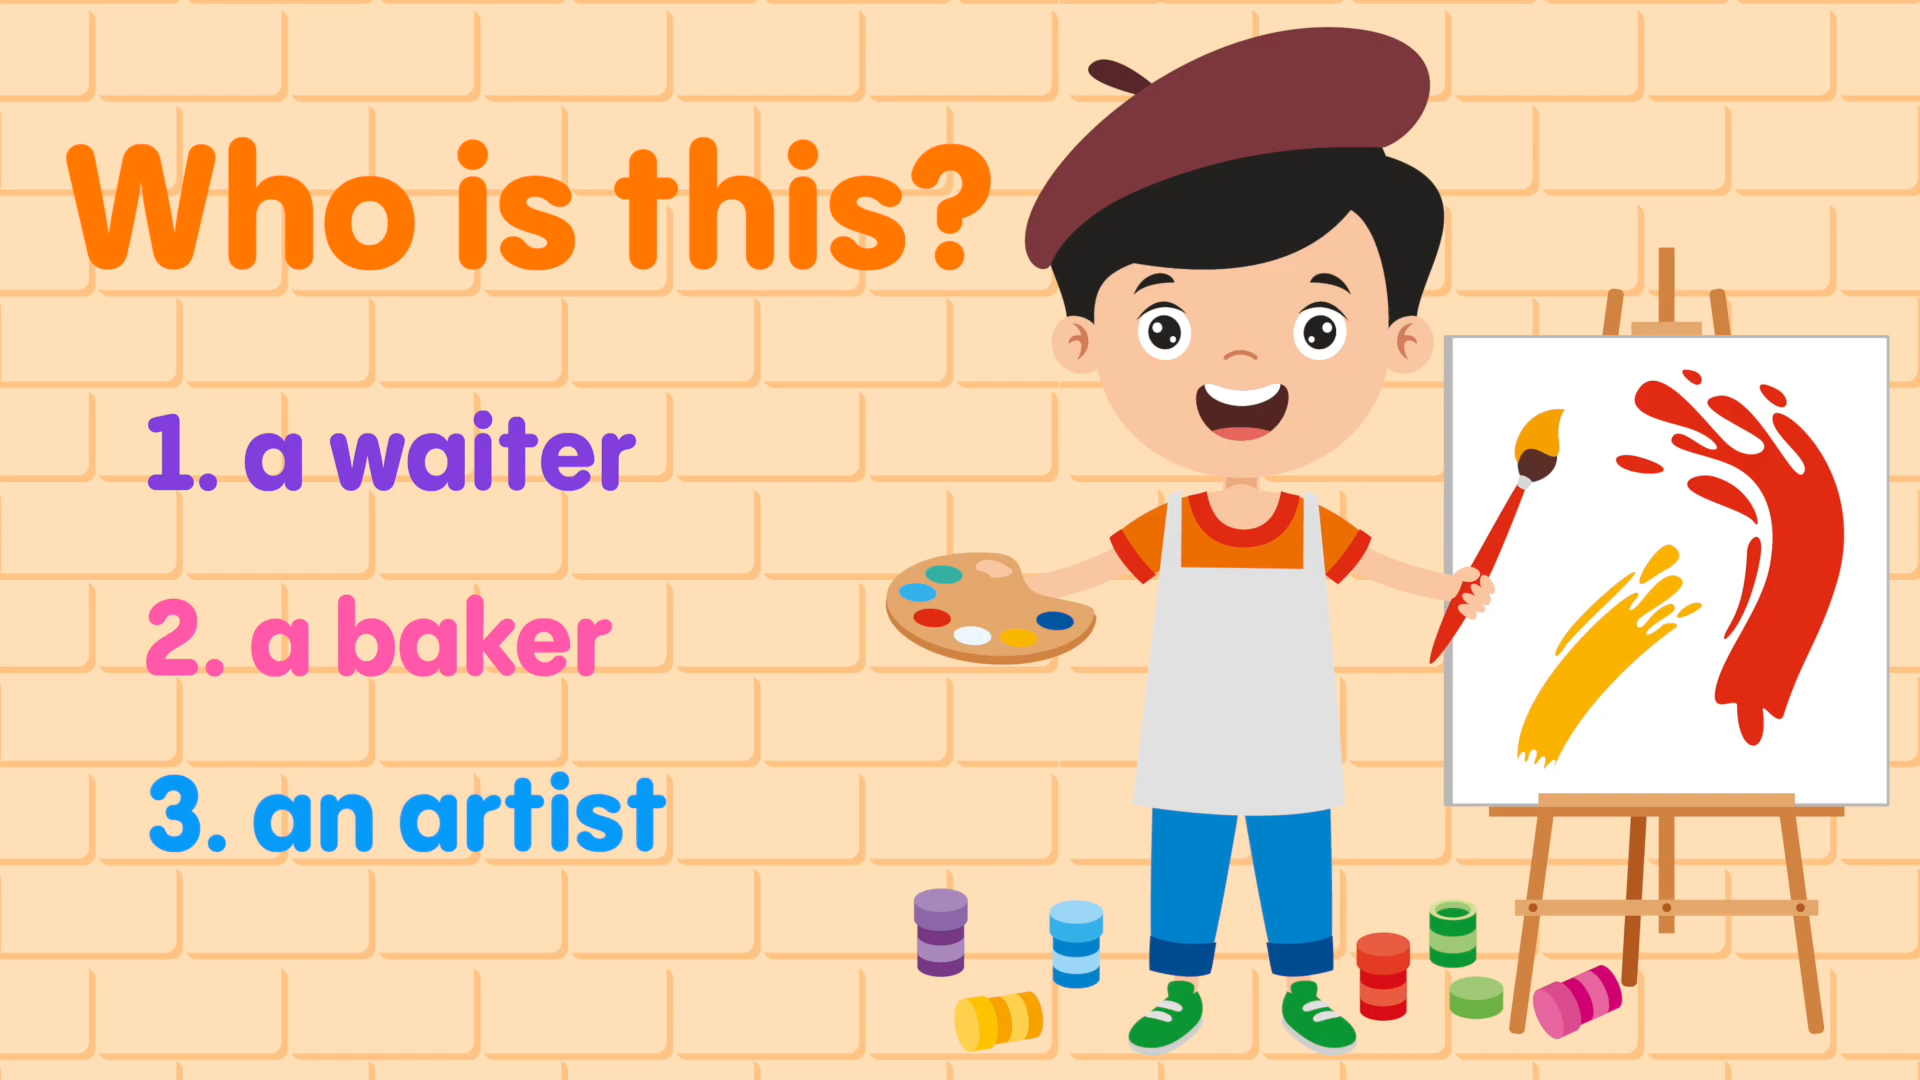 Who is this?
1. a waiter
2. a baker
3. an artist